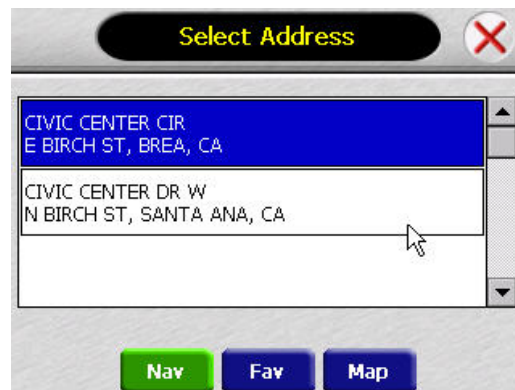 Select Address
CIVIC CENTER CIR
E BIRCH ST, BREA, CA
CIVIC CENTER DR W
N BIRCH ST, SANTA ANA, CA
Nav Fav Map